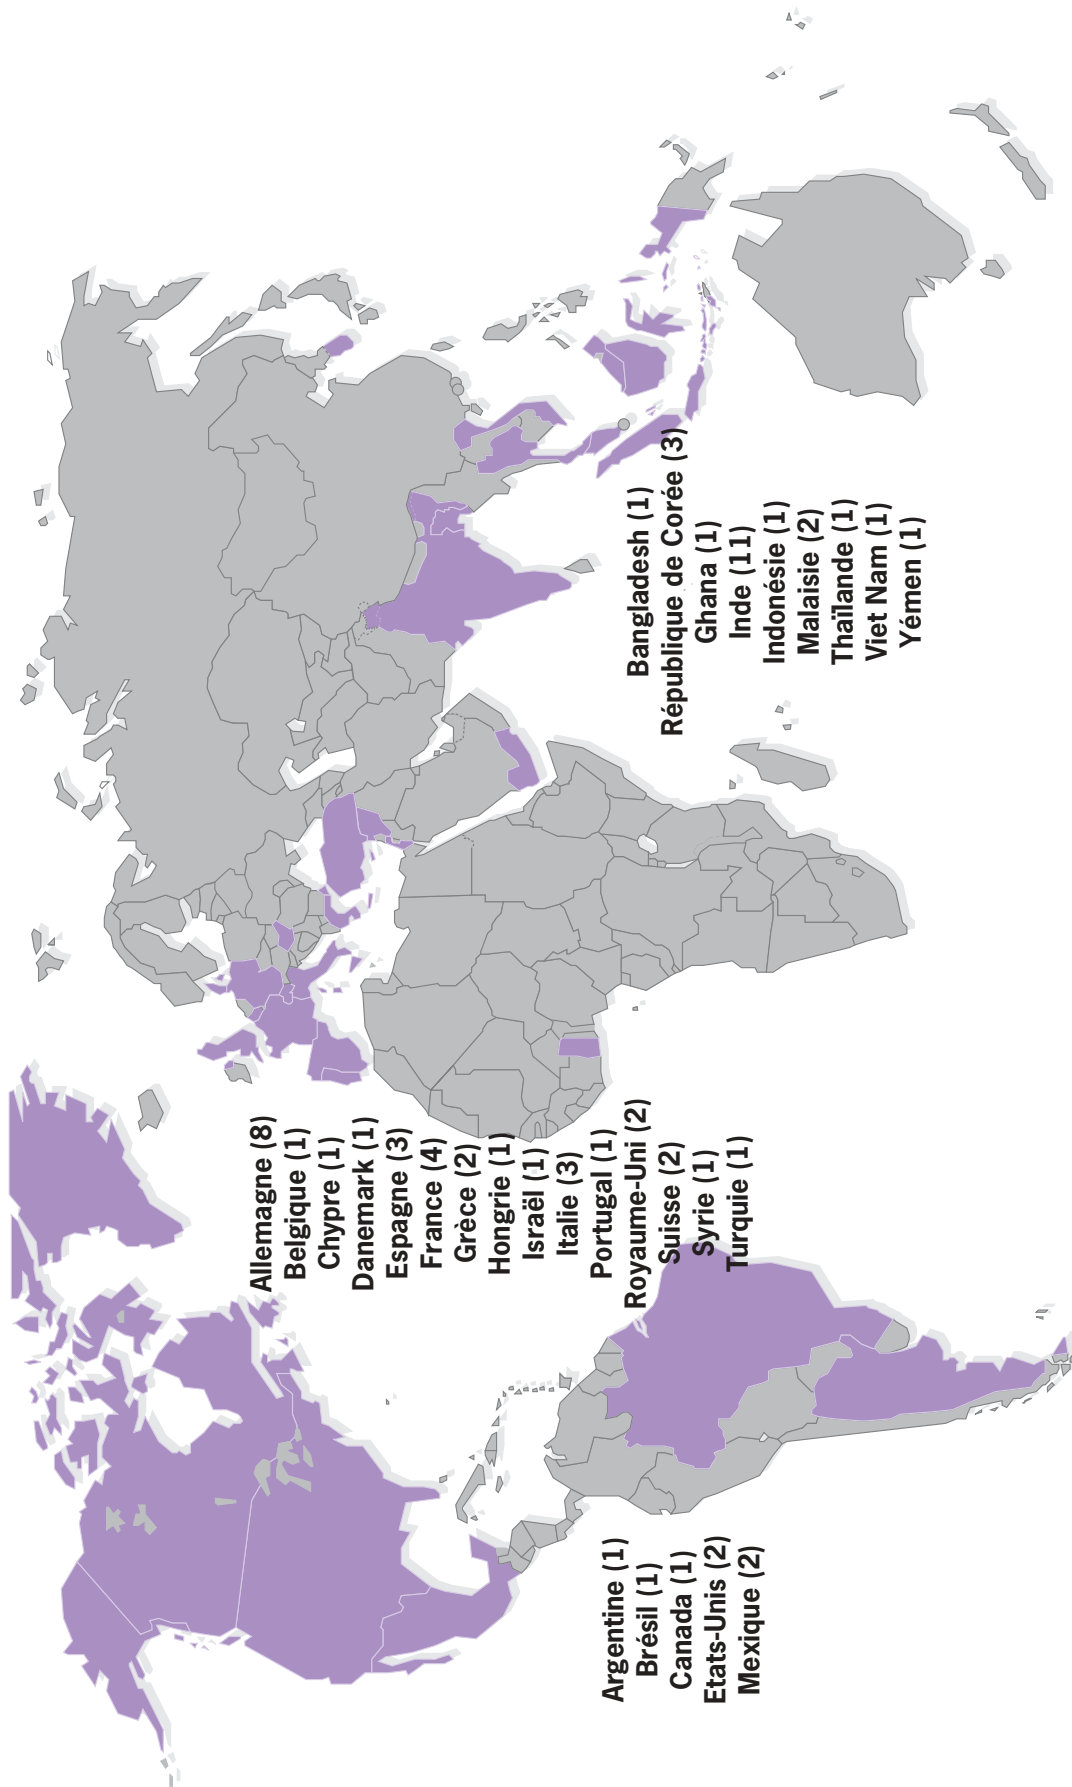 Allemagne (8)
Belgique (1)
Chypre (1)
Danemark (1)
Espagne (3)
France (4)
Grèce (2)
Hongrie (1)
Israël (1)
Italie (3)
Portugal (1)
Royaume-Uni (2)
Suisse (2)
Syrie (1)
Turquie (1)
Argentine (1)
Brésil (1)
Canada (1)
Etats-Unis (2)
Mexique (2)
Bangladesh (1)
République de Corée (3)
Ghana (1)
Inde (11)
Indonésie (1)
Malaisie (2)
Thaïlande (1)
Viet Nam (1)
Yémen (1)